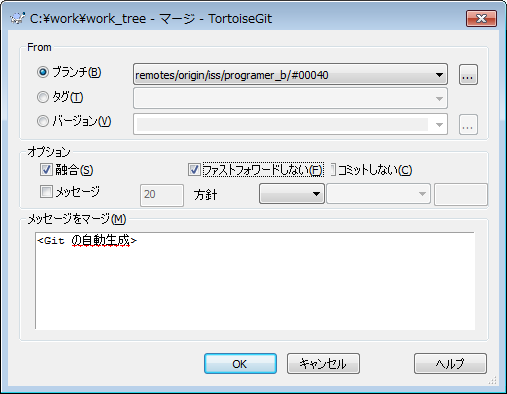 C:¥work¥work_tree - マージ - TortoiseGit
From
ブランチ(B) remotes/origin/iss/programer_b/#00040 ...
タグ(T)
バージョン(V) ...
オプション
融合(S) ファストフォワードしない(F) コミットしない(C)
メッセージ 20 方針
メッセージをマージ(M)
<Git の自動生成>
OK キャンセル ヘルプ